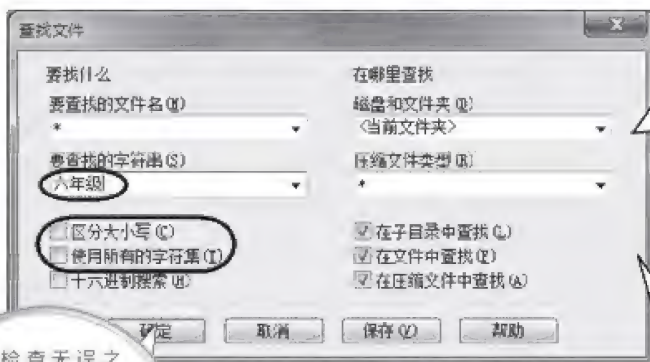 查找文件
要找什么
要查找的文件名(N)
*
要查找的字符串(S)
六年级
区分大小写(C)
使用所有的字符集(T)
十六进制搜索(H)
在哪里查找
磁盘和文件夹(D)
<当前文件夹>
压缩文件类型(R)
*
在子目录中查找(L)
在文件中查找(F)
在压缩文件中查找(A)
确定
取消
保存(V)
帮助
检查无误之